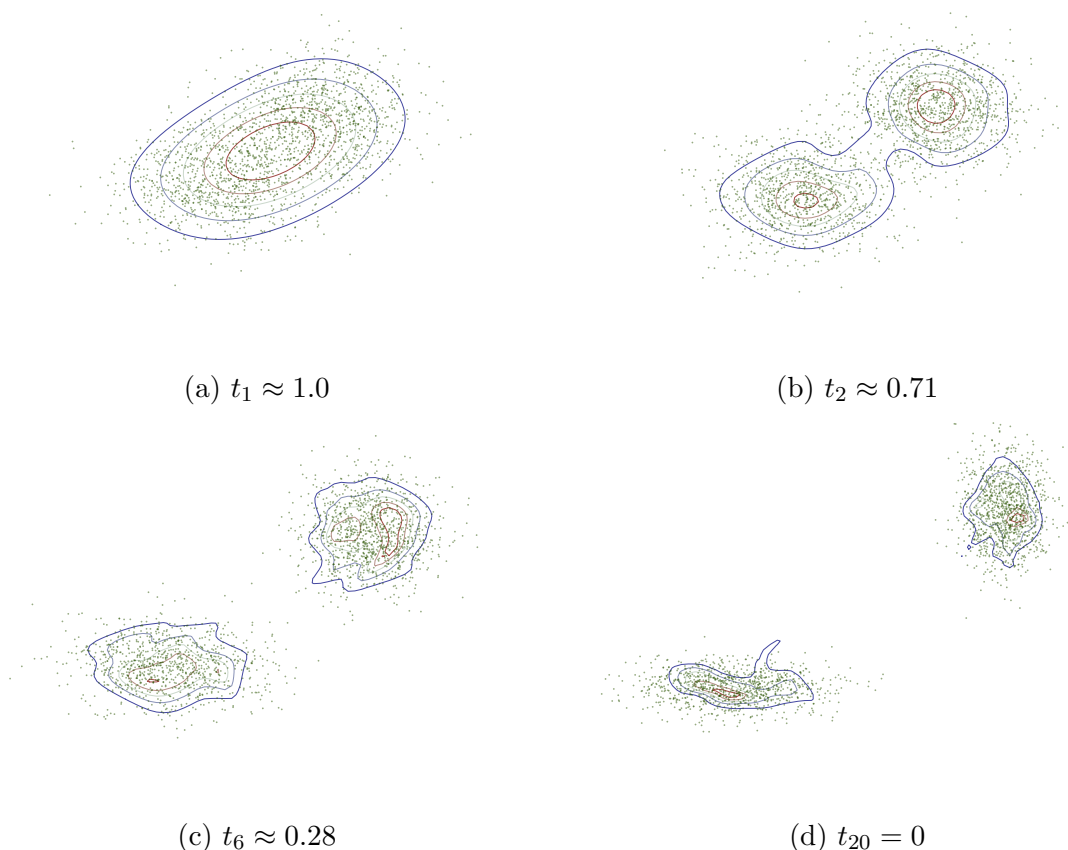 (a) t₁ ≈ 1.0
(b) t₂ ≈ 0.71
(c) t₆ ≈ 0.28
(d) t₂₀ = 0